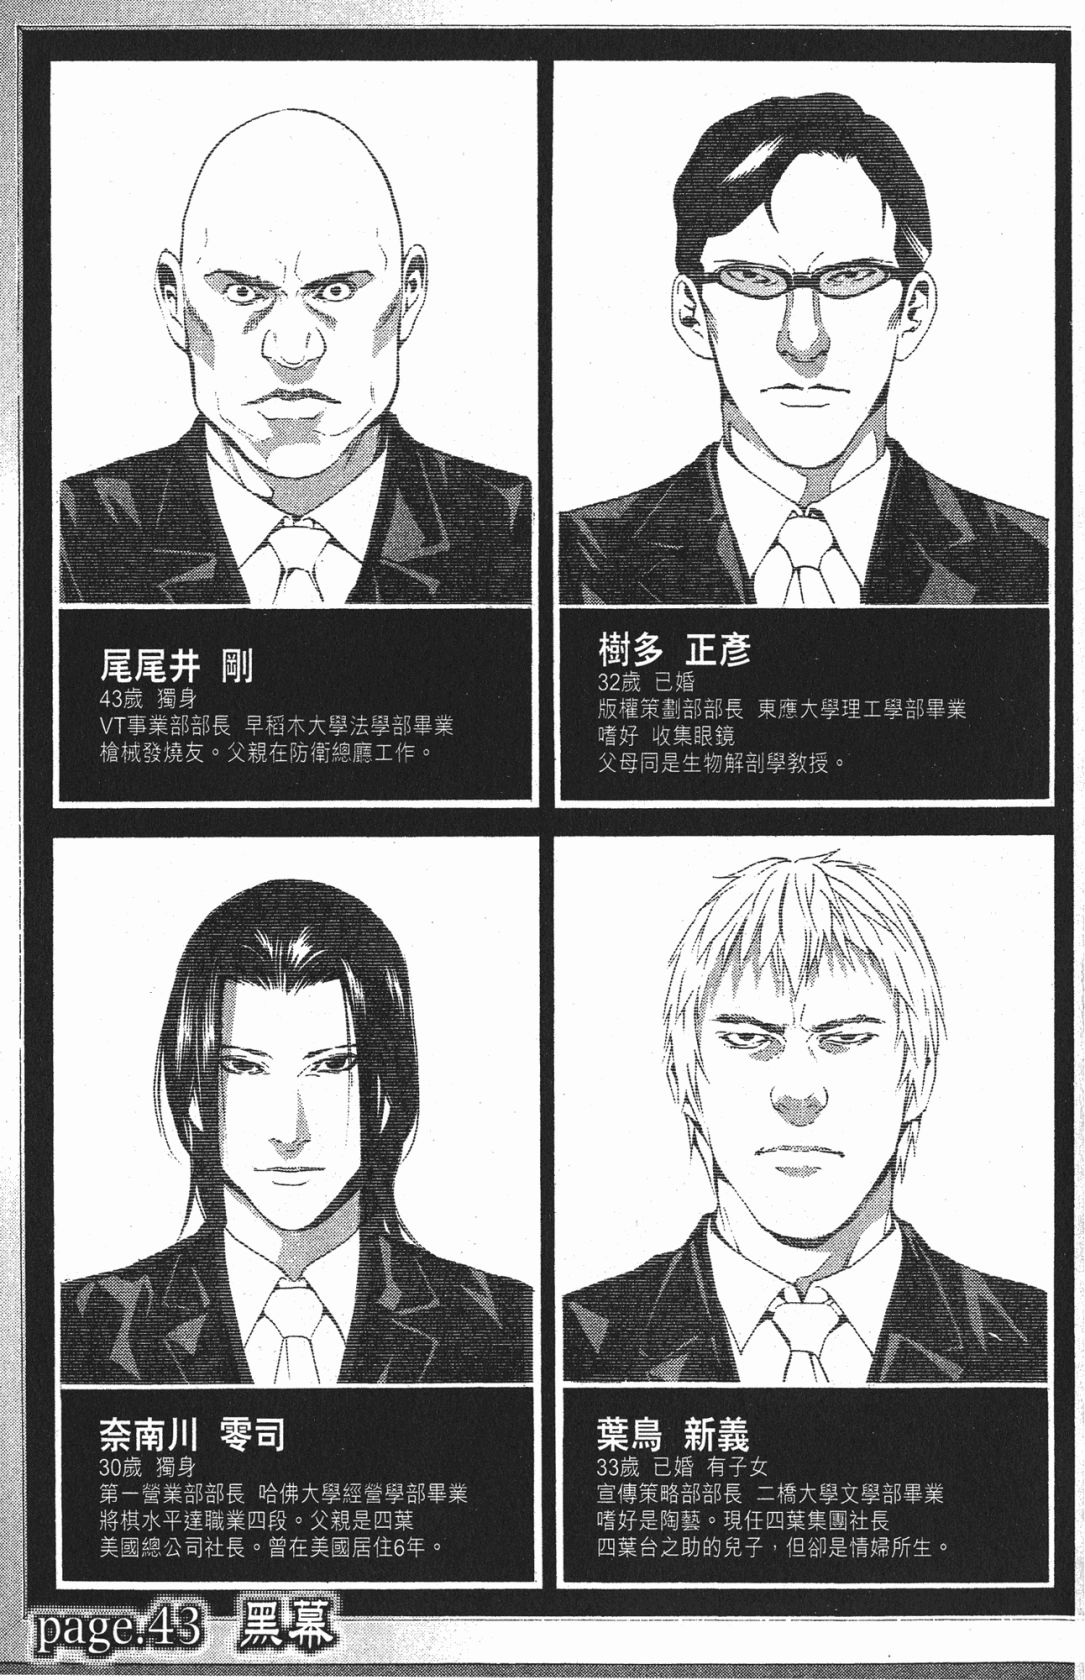 尾尾井 剛
43歲 獨身
VT事業部部長 早稻木大學法學部畢業
槍械發燒友。父親在防衛總廳工作。
樹多 正彥
32歲 已婚
版權策劃部部長 東應大學理工學部畢業
嗜好 收集眼鏡
父母同是生物解剖學教授。
奈南川 零司
30歲 獨身
第一營業部部長 哈佛大學經營學部畢業
將棋水平達職業四段。父親是四葉
美國總公司社長。曾在美國居住6年。
葉鳥 新義
33歲 已婚 有子女
宣傳策略部部長 二橋大學文學部畢業
嗜好是陶藝。現任四葉集團社長
四葉台之助的兒子，但卻是情婦所生。
page.43 黑幕